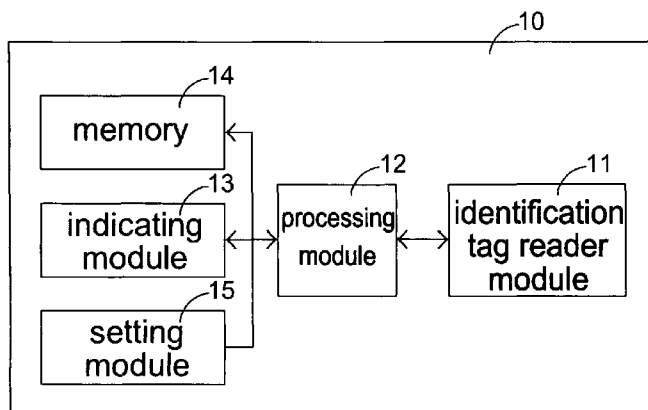 10
14
memory
13
indicating
module
15
setting
module
12
processing
module
11
identification
tag reader
module